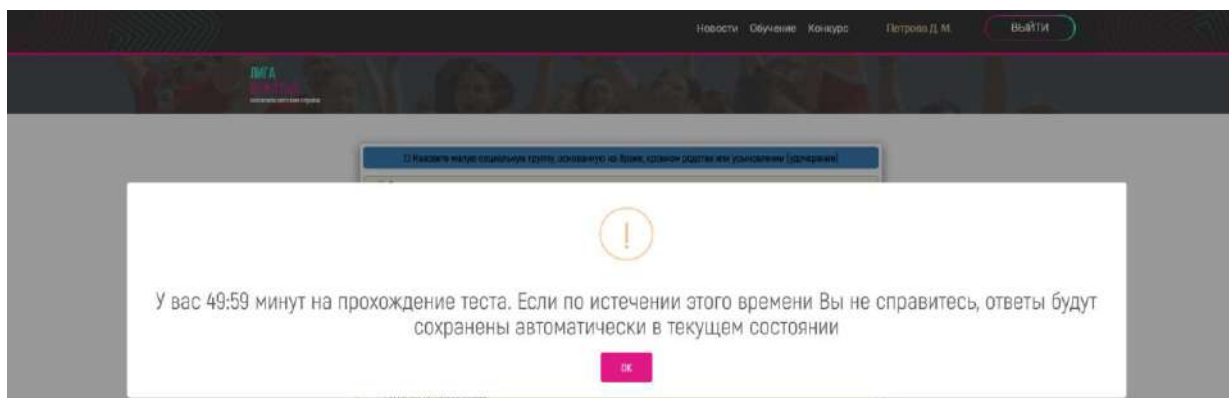 Новости Обучение Конкурс Петрова Д. М. ВЫЙТИ
ЛИГА
ВОЖАТЫХ
1) Назовите малую социальную группу, основанную на браке, кровном родстве или усыновлении (удочерении)
!
У вас 49:59 минут на прохождение теста. Если по истечении этого времени Вы не справитесь, ответы будут
сохранены автоматически в текущем состоянии
ОК